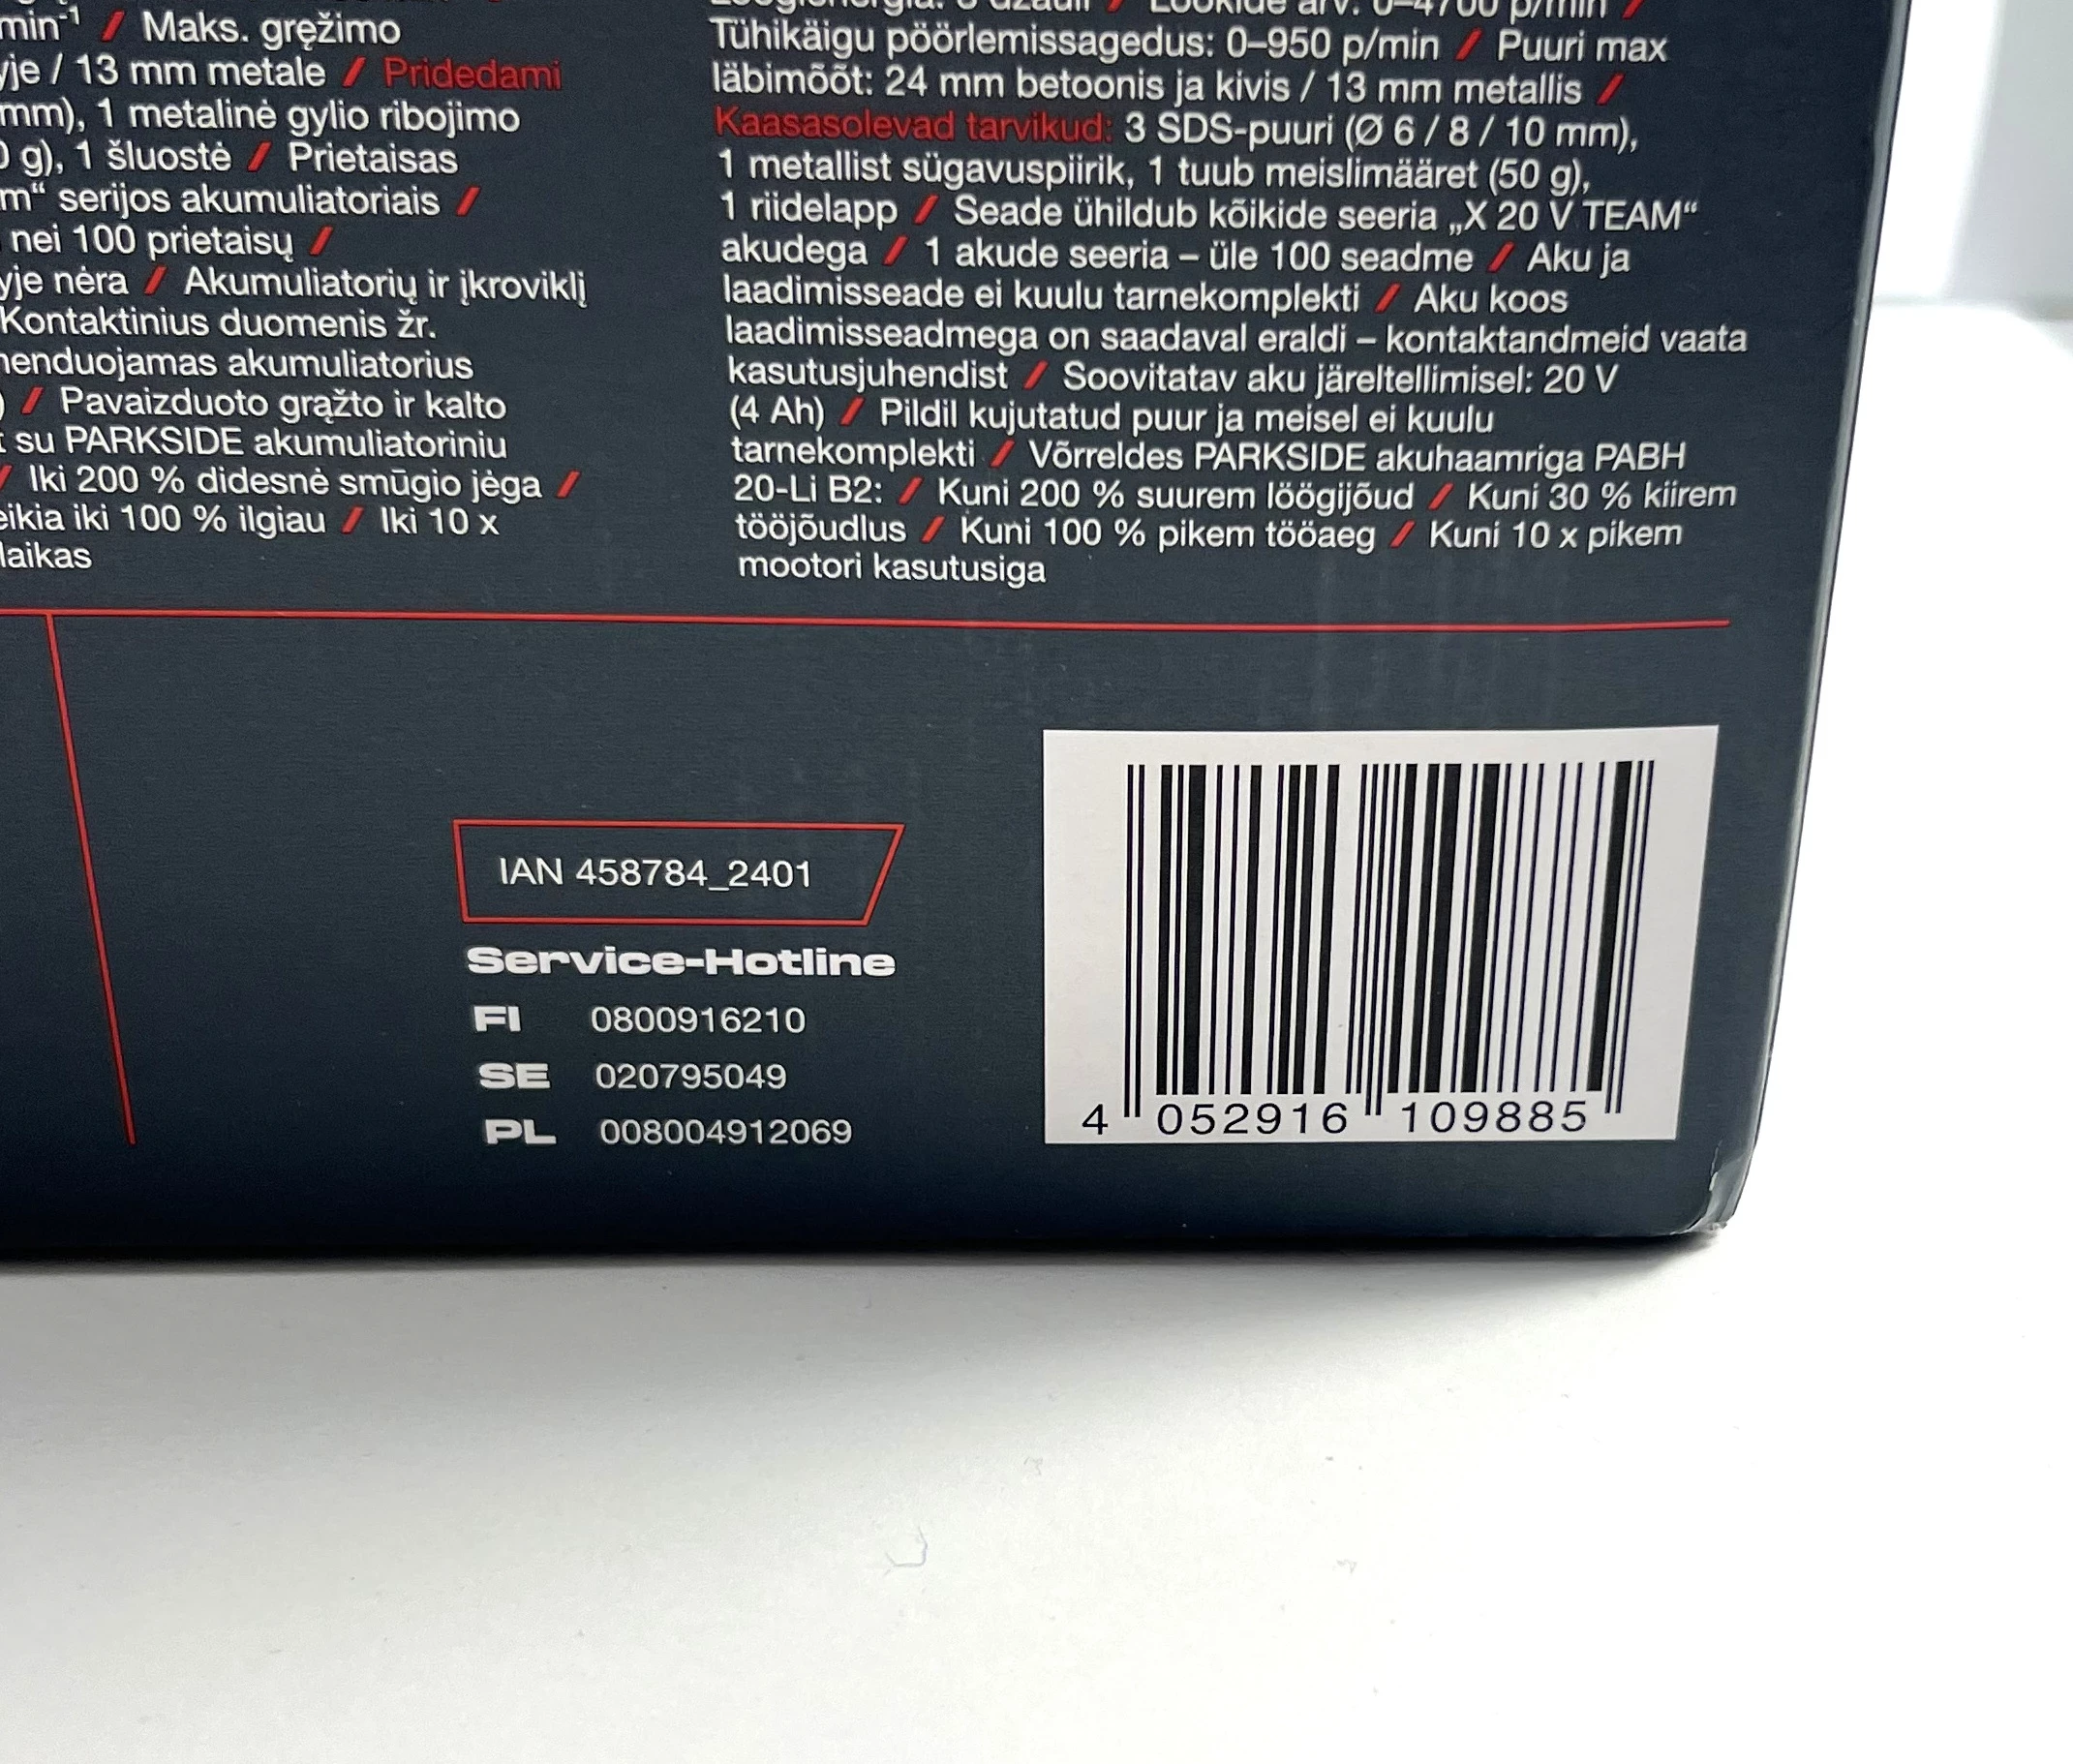 min⁻¹ / Maks. gręžimo
/ 13 mm metale / Pridedami
mm), 1 metalinė gylio ribojimo
g), 1 šluostė / Prietaisas
serijos akumuliatoriais /
nei 100 prietaisų /
nėra / Akumuliatorių ir įkroviklį
Kontaktinius duomenis žr.
akumuliatorius
) / Pavaizduoto grąžto ir kalto
su PARKSIDE akumuliatoriniu
/ Iki 200 % didesnė smūgio jėga /
iki 100 % ilgiau / Iki 10 x
laikas
Tühikäigu pöörlemissagedus: 0–950 p/min / Puuri max
läbimõõt: 24 mm betoonis ja kivis / 13 mm metallis /
Kaasasolevad tarvikud: 3 SDS-puuri (Ø 6 / 8 / 10 mm),
1 metallist sügavuspiirik, 1 tuub meislimääret (50 g),
1 riidelapp / Seade ühildub kõikide seeria „X 20 V TEAM“
akudega / 1 akude seeria – üle 100 seadme / Aku ja
laadimisseade ei kuulu tarnekomplekti / Aku koos
laadimisseadmega on saadaval eraldi – kontaktandmeid vaata
kasutusjuhendist / Soovitatav aku järeltellimisel: 20 V
(4 Ah) / Pildil kujutatud puur ja meisel ei kuulu
tarnekomplekti / Võrreldes PARKSIDE akuhaamriga PABH
20-Li B2: / Kuni 200 % suurem löögijõud / Kuni 30 % kiirem
tööjõudlus / Kuni 100 % pikem tööaeg / Kuni 10 x pikem
mootori kasutusiga
IAN 458784_2401
Service-Hotline
FI 0800916210
SE 020795049
PL 008004912069
4 052916 109885